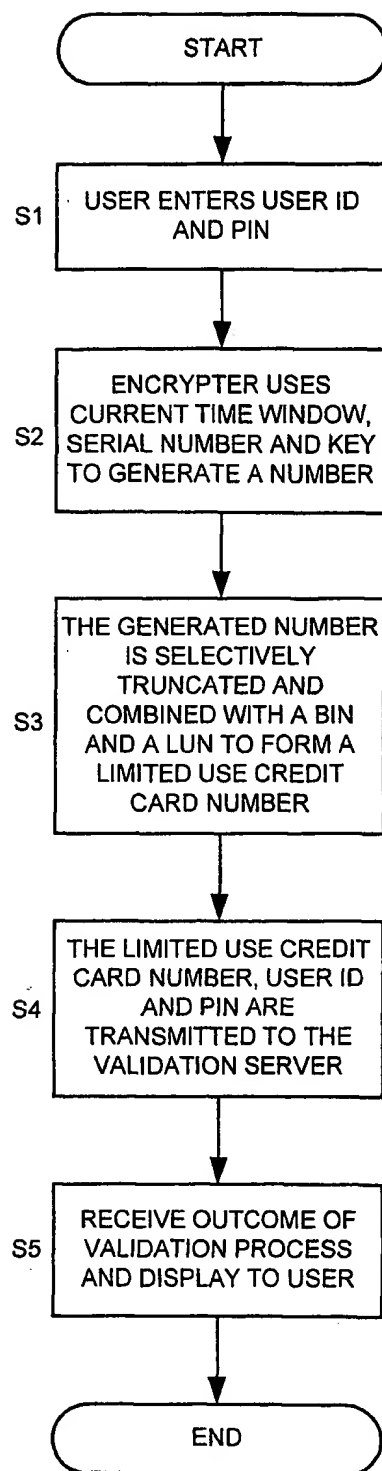 START
S1
USER ENTERS USER ID
AND PIN
S2
ENCRYPTER USES
CURRENT TIME WINDOW,
SERIAL NUMBER AND KEY
TO GENERATE A NUMBER
S3
THE GENERATED NUMBER
IS SELECTIVELY
TRUNCATED AND
COMBINED WITH A BIN
AND A LUN TO FORM A
LIMITED USE CREDIT
CARD NUMBER
S4
THE LIMITED USE CREDIT
CARD NUMBER, USER ID
AND PIN ARE
TRANSMITTED TO THE
VALIDATION SERVER
S5
RECEIVE OUTCOME OF
VALIDATION PROCESS
AND DISPLAY TO USER
END